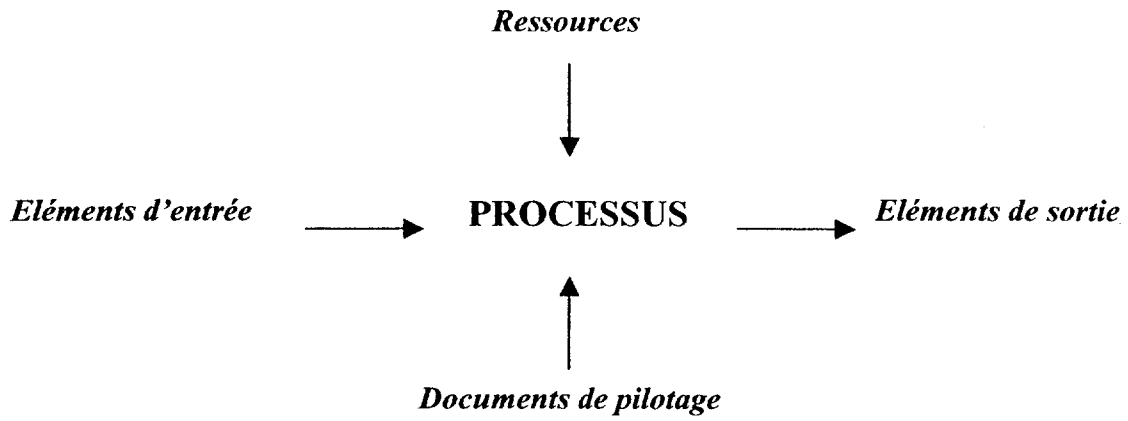 Ressources
Eléments d'entrée PROCESSUS Eléments de sortie
Documents de pilotage